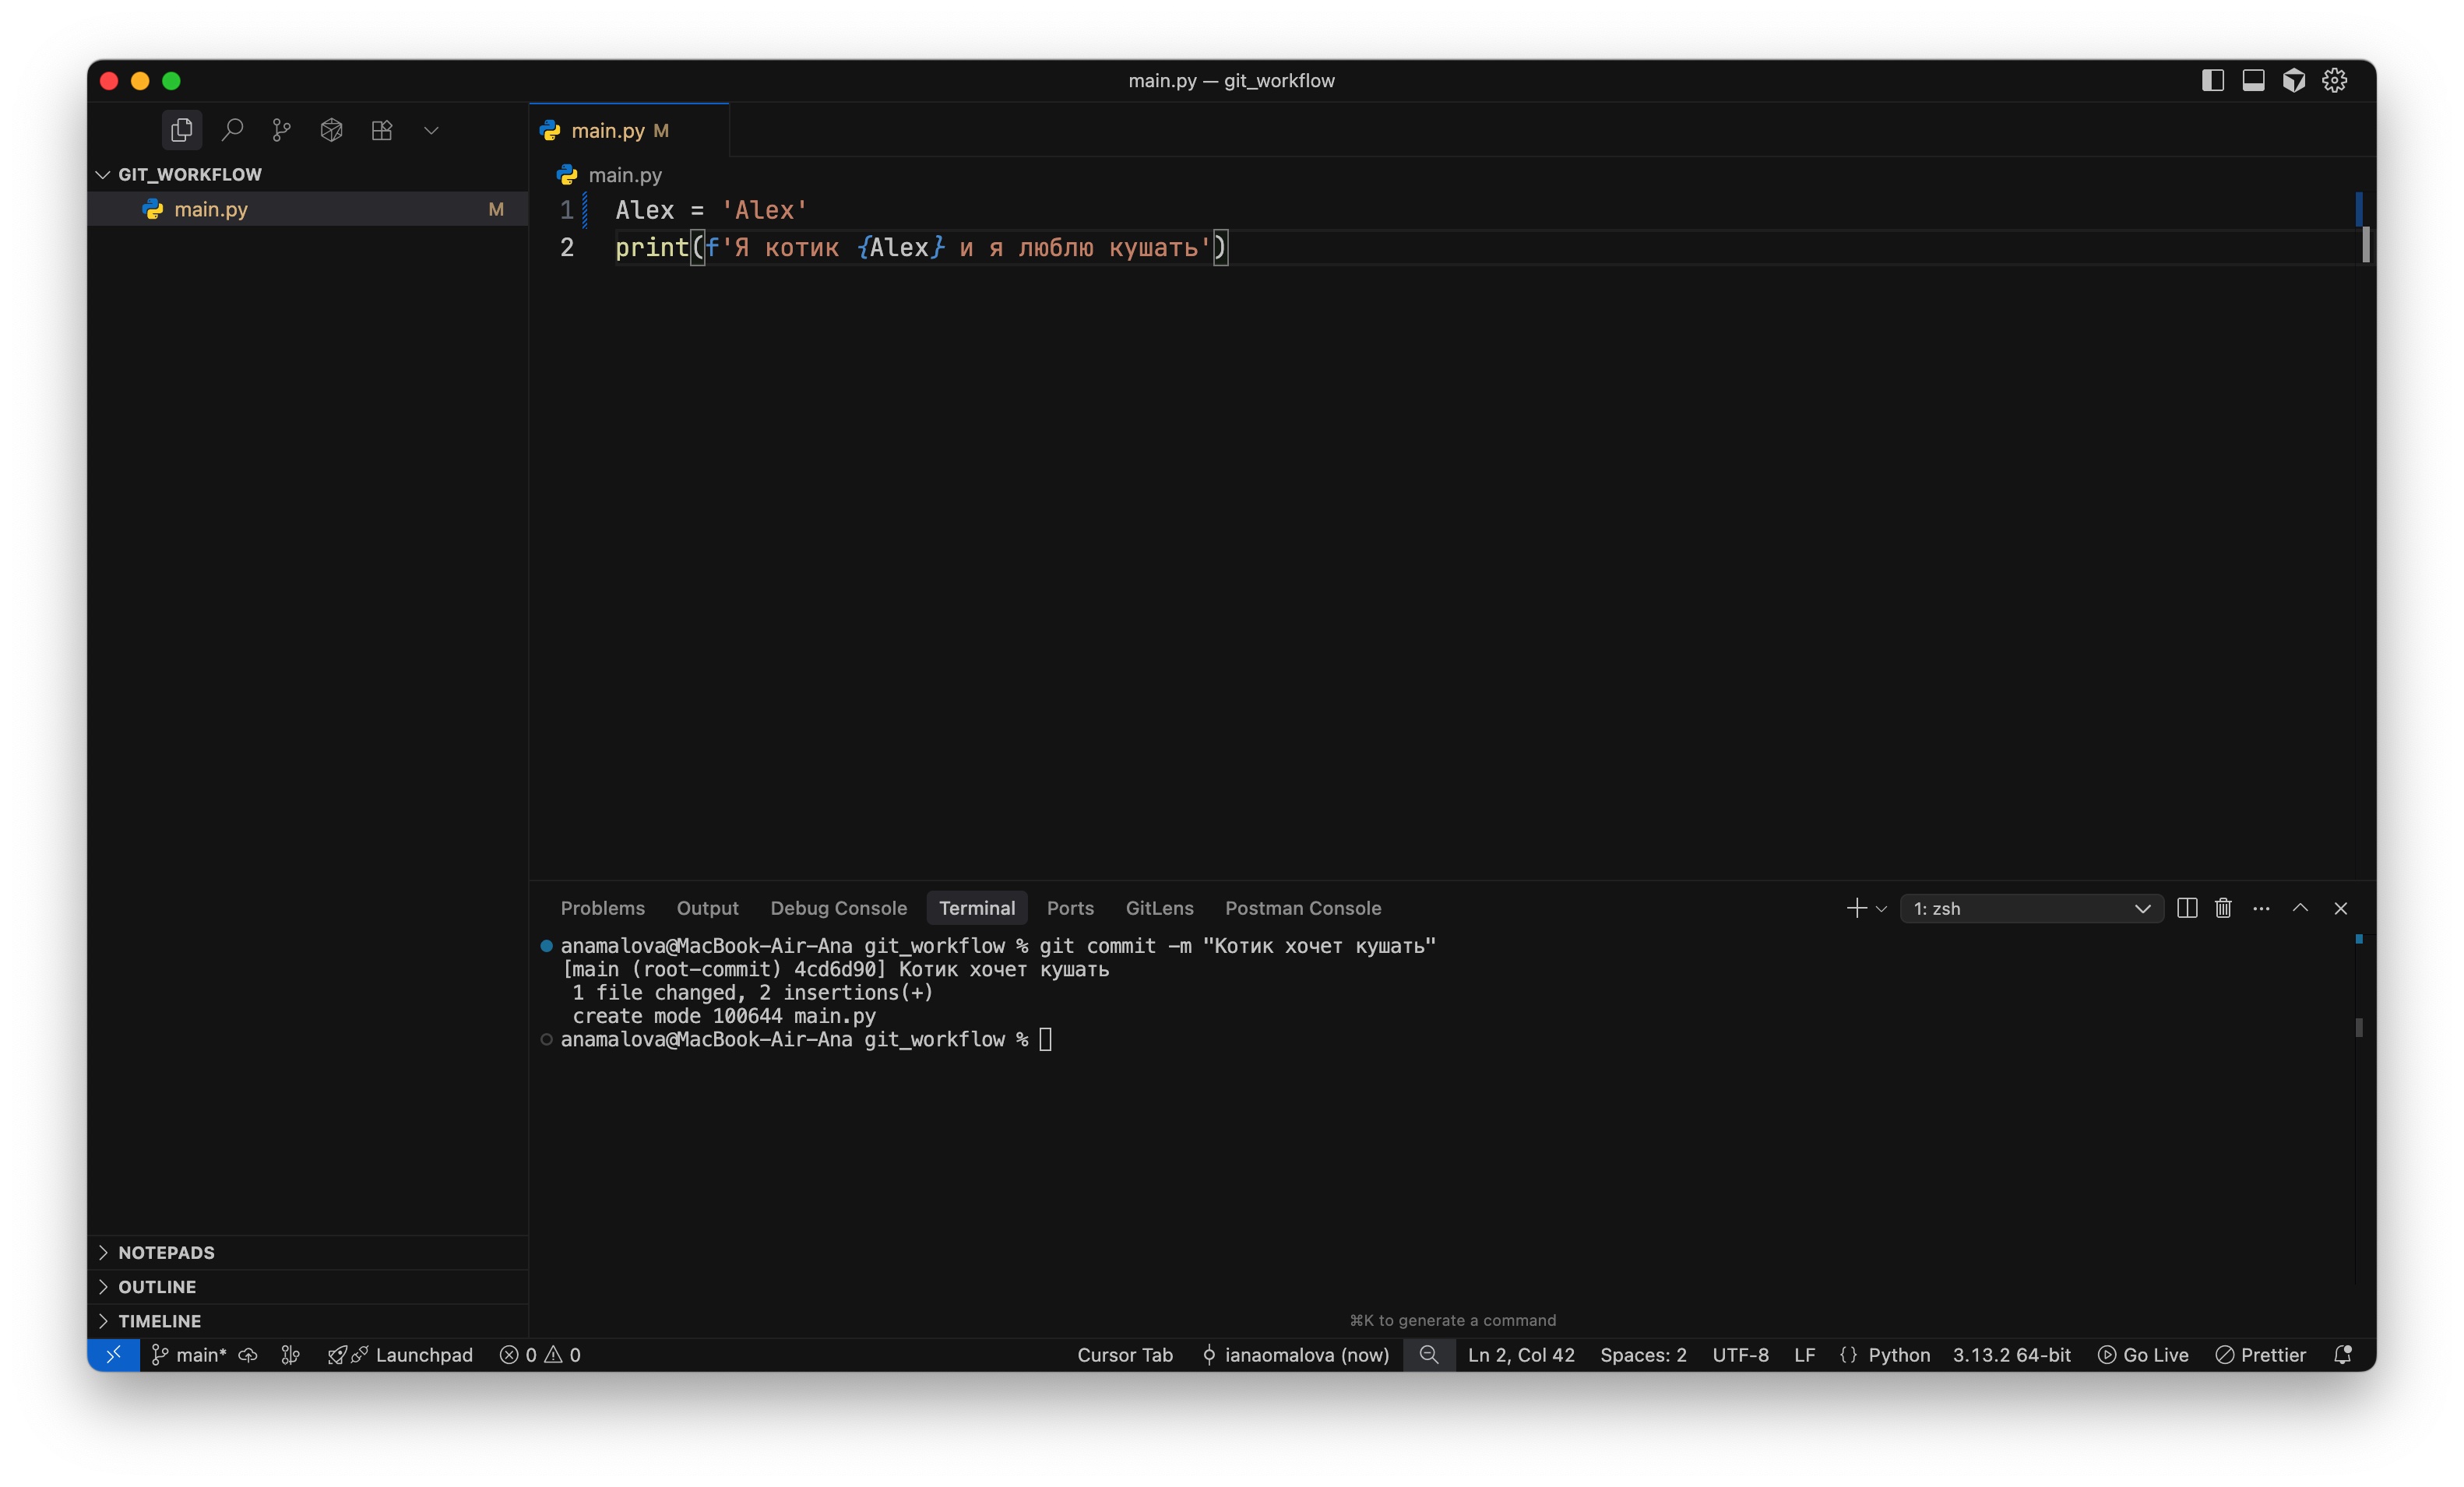 main.py — git_workflow
GIT_WORKFLOW
main.py M
main.py M
main.py
1 Alex = 'Alex'
2 print(f'Я котик {Alex} и я люблю кушать')
Problems Output Debug Console Terminal Ports GitLens Postman Console 1: zsh
anamalova@MacBook-Air-Ana git_workflow % git commit -m "Котик хочет кушать"
[main (root-commit) 4cd6d90] Котик хочет кушать
1 file changed, 2 insertions(+)
create mode 100644 main.py
anamalova@MacBook-Air-Ana git_workflow %
NOTEPADS
OUTLINE
TIMELINE
⌘K to generate a command
main* Launchpad 0 0 Cursor Tab ianaomalova (now) Ln 2, Col 42 Spaces: 2 UTF-8 LF {} Python 3.13.2 64-bit Go Live Prettier